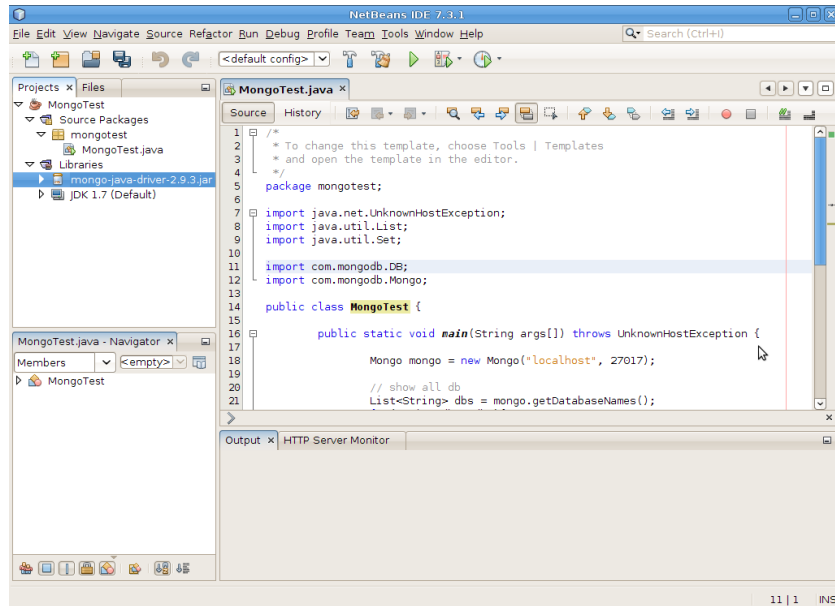 NetBeans IDE 7.3.1
File Edit View Navigate Source Refactor Run Debug Profile Team Tools Window Help
Search (Ctrl+I)
<default config>
Projects × Files
MongoTest
Source Packages
mongotest
MongoTest.java
Libraries
mongo-java-driver-2.9.3.jar
JDK 1.7 (Default)
MongoTest.java - Navigator ×
Members <empty>
MongoTest
MongoTest.java ×
Source History
1 /*
2  * To change this template, choose Tools | Templates
3  * and open the template in the editor.
4  */
5 package mongotest;
6
7 import java.net.UnknownHostException;
8 import java.util.List;
9 import java.util.Set;
10
11 import com.mongodb.DB;
12 import com.mongodb.Mongo;
13
14 public class MongoTest {
15
16 public static void main(String args[]) throws UnknownHostException {
17
18 Mongo mongo = new Mongo("localhost", 27017);
19
20 // show all db
21 List<String> dbs = mongo.getDatabaseNames();
Output × HTTP Server Monitor
11 | 1 INS